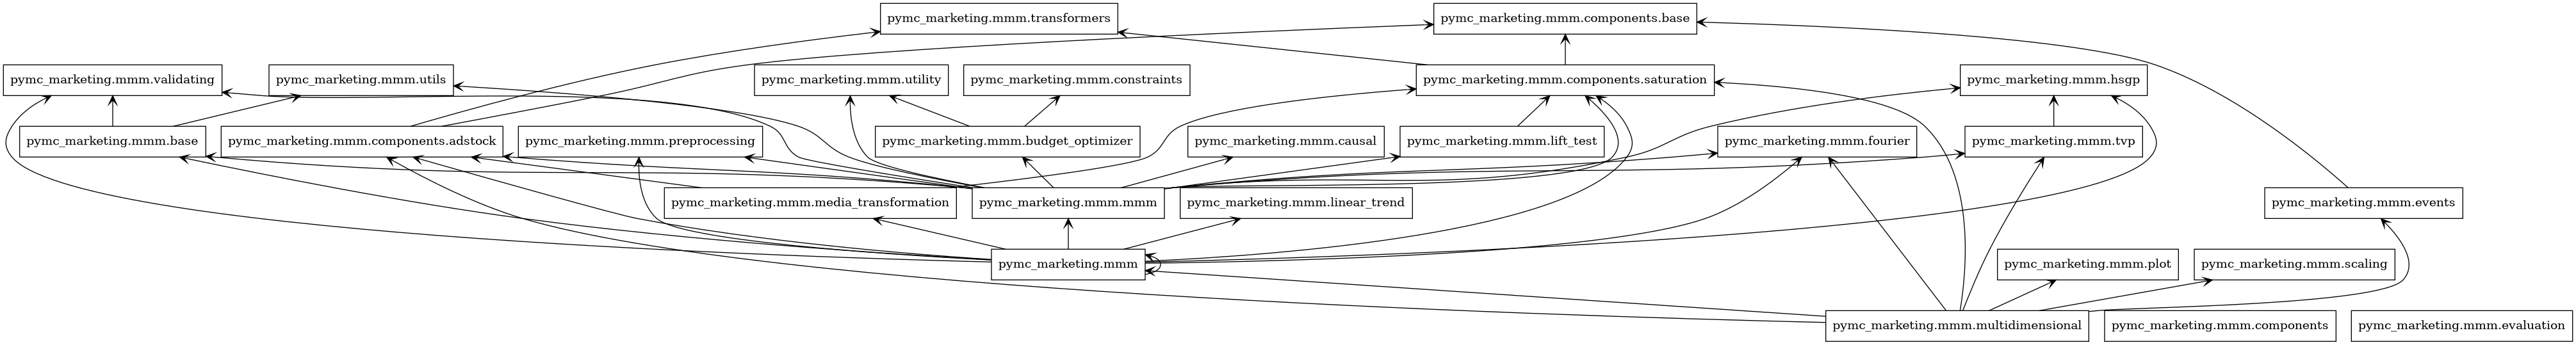 pymc_marketing.mmm.transformers
pymc_marketing.mmm.components.base
pymc_marketing.mmm.validating
pymc_marketing.mmm.utils
pymc_marketing.mmm.utility
pymc_marketing.mmm.constraints
pymc_marketing.mmm.components.saturation
pymc_marketing.mmm.hsgp
pymc_marketing.mmm.base
pymc_marketing.mmm.components.adstock
pymc_marketing.mmm.preprocessing
pymc_marketing.mmm.budget_optimizer
pymc_marketing.mmm.causal
pymc_marketing.mmm.lift_test
pymc_marketing.mmm.fourier
pymc_marketing.mmm.tvp
pymc_marketing.mmm.media_transformation
pymc_marketing.mmm.mmm
pymc_marketing.mmm.linear_trend
pymc_marketing.mmm.events
pymc_marketing.mmm
pymc_marketing.mmm.plot
pymc_marketing.mmm.scaling
pymc_marketing.mmm.multidimensional
pymc_marketing.mmm.components
pymc_marketing.mmm.evaluation